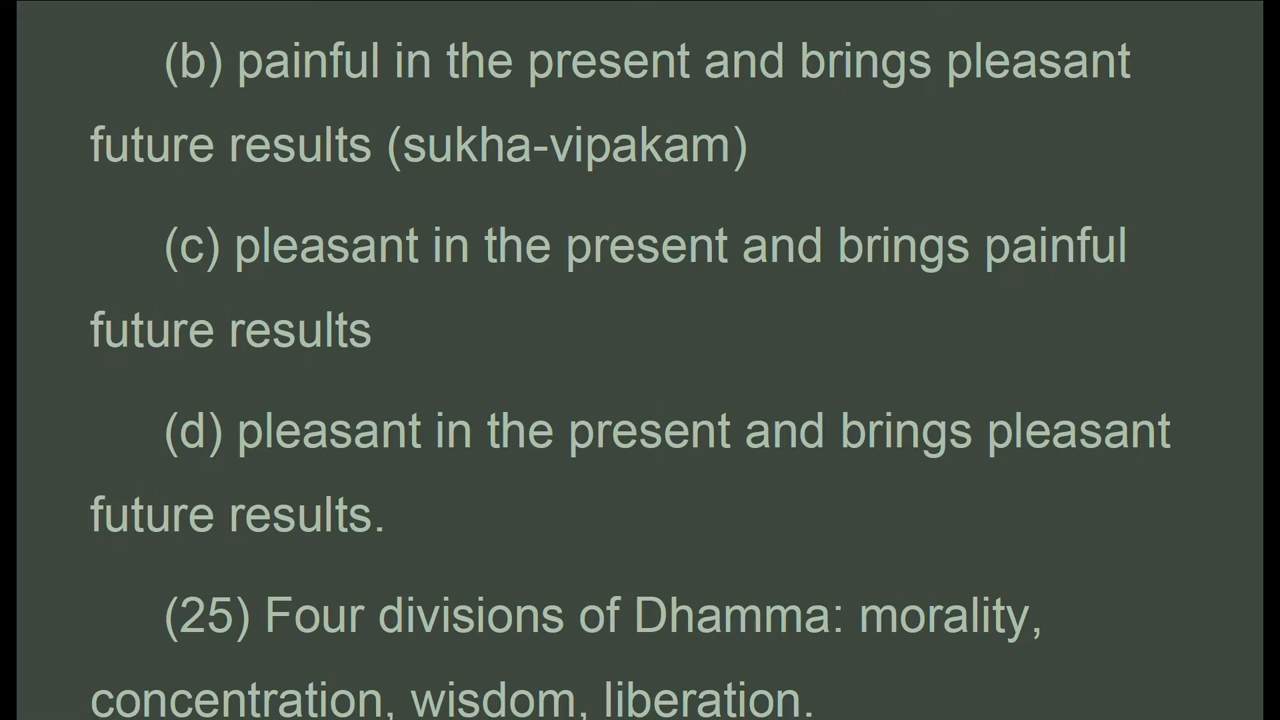 (b) painful in the present and brings pleasant
future results (sukha-vipakam)
(c) pleasant in the present and brings painful
future results
(d) pleasant in the present and brings pleasant
future results.
(25) Four divisions of Dhamma: morality,
concentration, wisdom, liberation.